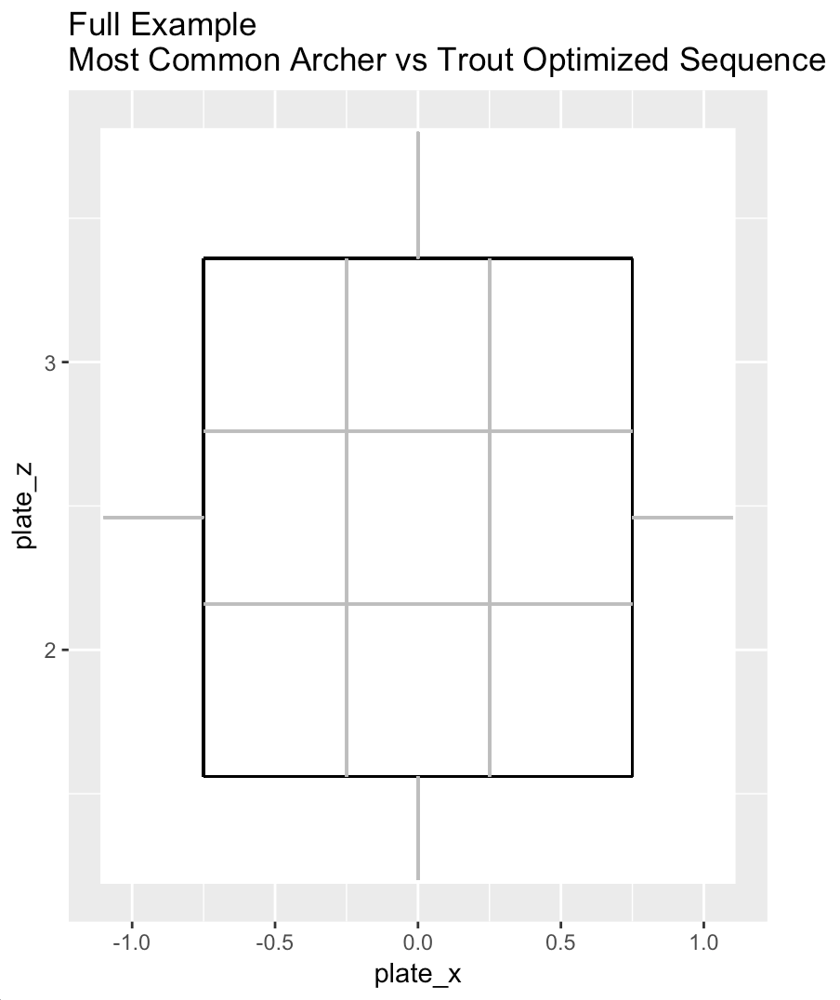 Full Example
Most Common Archer vs Trout Optimized Sequence
plate_z
3
2
-1.0 -0.5 0.0 0.5 1.0
plate_x